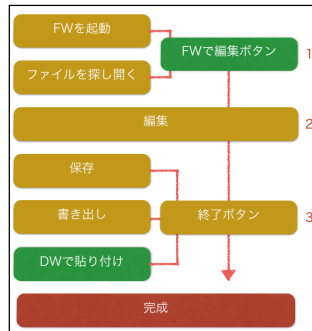 FWを起動
FWで編集ボタン
1
ファイルを探し開く
編集
2
保存
書き出し
終了ボタン
3
DWで貼り付け
完成